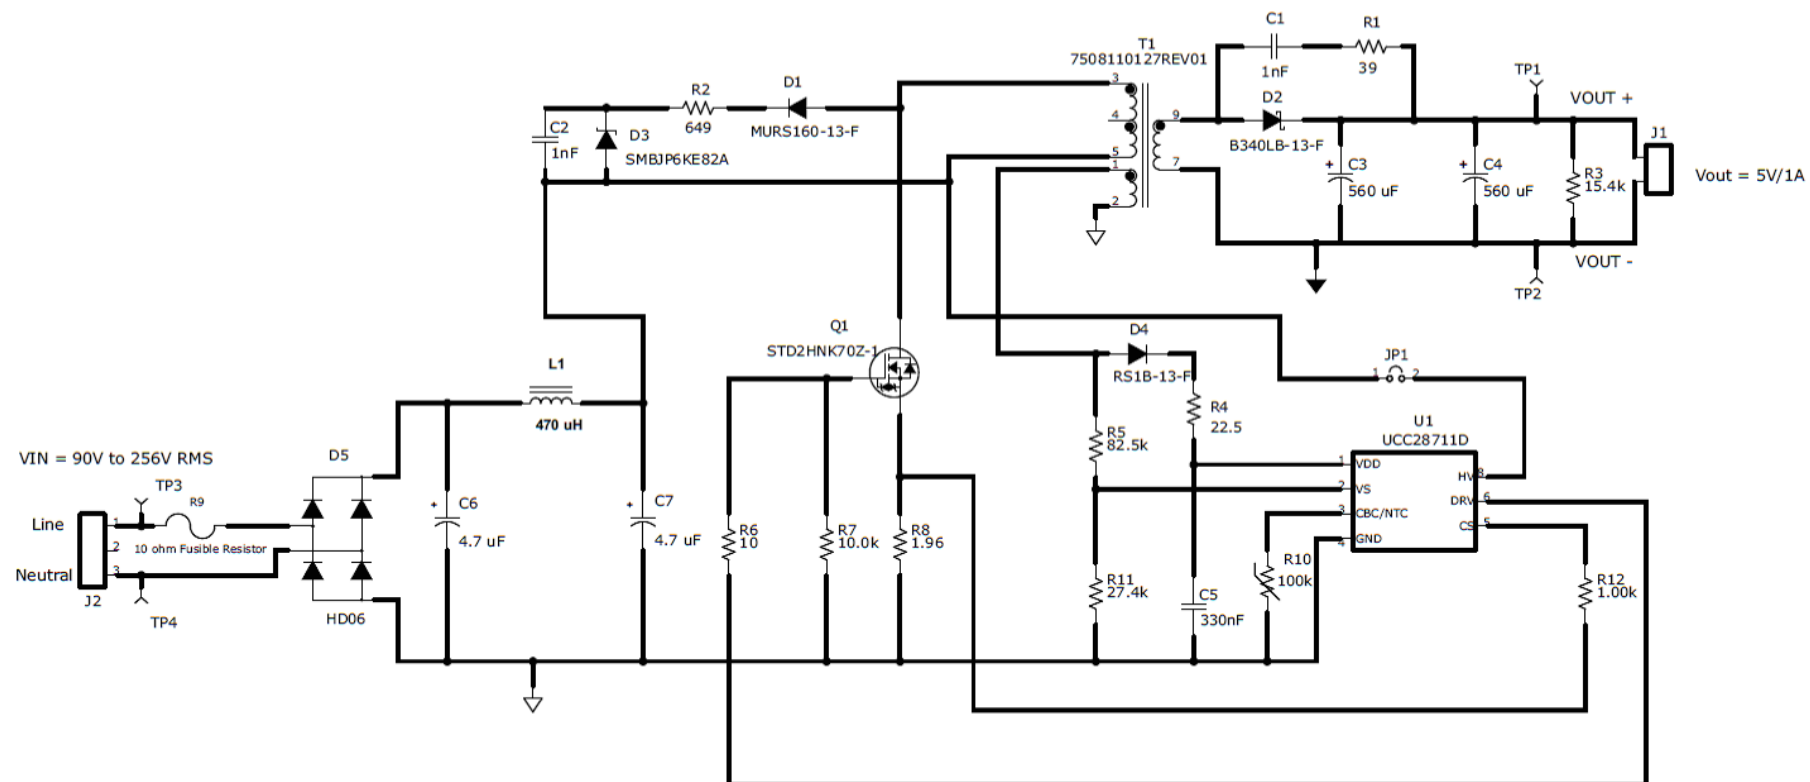 C1
R1
T1
7508110127REV01
1nF
39
TP1
3
VOUT +
D1
R2
D2
J1
C2
D3
649
MURS160-13-F
4
9
1nF
SMBJP6KE82A
B340LB-13-F
5
1
7
+ C3
560 uF
+ C4
560 uF
R3
15.4k
Vout = 5V/1A
2
VOUT -
TP2
Q1
STD2HNK70Z-1
D4
RS1B-13-F
JP1
1
2
L1
470 uH
R4
22.5
U1
UCC28711D
R5
82.5k
VIN = 90V to 256V RMS
D5
1 VDD
HV 8
TP3
R9
2 VS
DRV 6
+ C6
4.7 uF
+ C7
4.7 uF
3 CBC/NTC
CS 5
Line
1
R6
10
R7
10.0k
R8
1.96
4 GND
2
10 ohm Fusible Resistor
R10
100k
Neutral
3
R11
27.4k
R12
1.00k
J2
C5
330nF
TP4
HD06